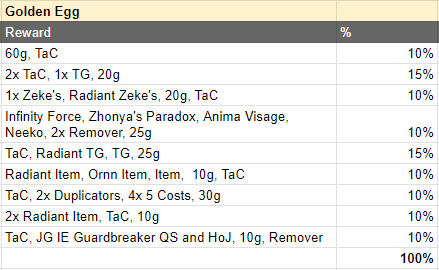 Golden Egg
Reward %
60g, TaC 10%
2x TaC, 1x TG, 20g 15%
1x Zeke's, Radiant Zeke's, 20g, TaC 10%
Infinity Force, Zhonya's Paradox, Anima Visage,
Neeko, 2x Remover, 25g 10%
TaC, Radiant TG, TG, 25g 15%
Radiant Item, Ornn Item, Item, 10g, TaC 10%
TaC, 2x Duplicators, 4x 5 Costs, 30g 10%
2x Radiant Item, TaC, 10g 10%
TaC, JG IE Guardbreaker QS and HoJ, 10g, Remover 10%
100%